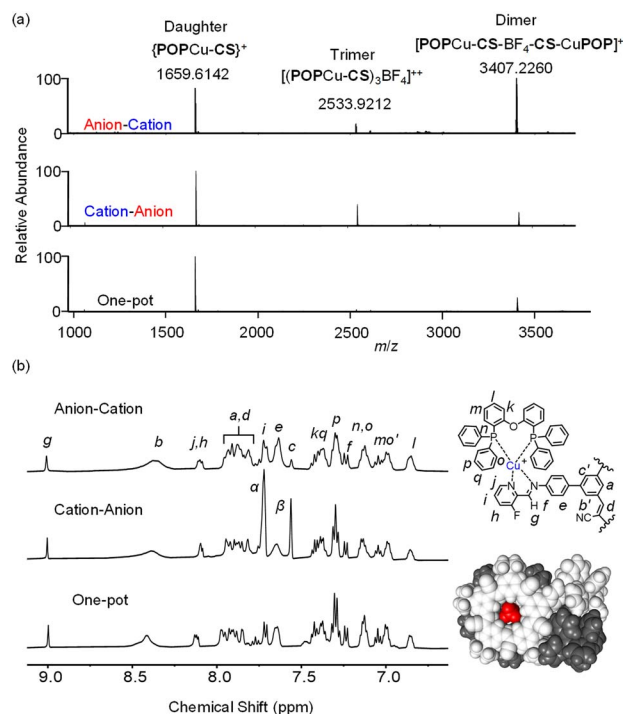 (a)
Daughter
{POPCu-CS}⁺
1659.6142
Trimer
[(POPCu-CS)₃BF₄]⁺⁺
2533.9212
Dimer
[POPCu-CS-BF₄-CS-CuPOP]⁺
3407.2260
Relative Abundance
100
0
Anion-Cation
100
0
Cation-Anion
100
0
One-pot
1000 1500 2000 2500 3000 3500
m/z
(b)
Anion-Cation
g b j,h a,d i e c kq p f n,o mo' l
α β
Cation-Anion
One-pot
9.0 8.5 8.0 7.5 7.0
Chemical Shift (ppm)
l
m k
O
n P P
Cu⁺
q o
p
j N N c' a
i F H f e b' d
h g NC